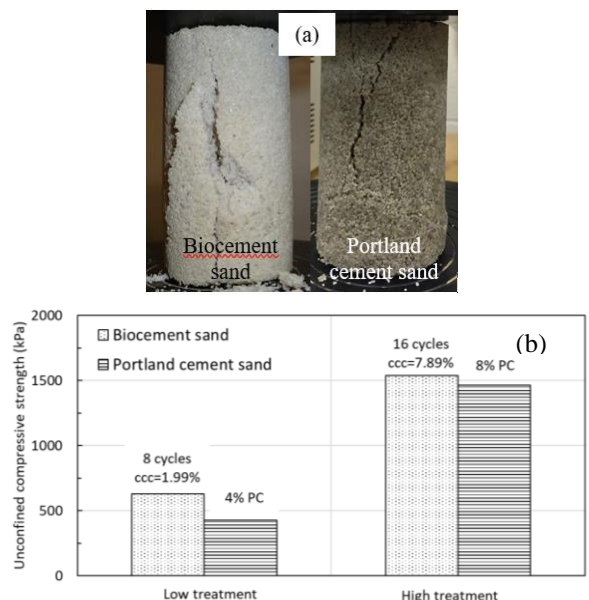 (a)
Biocement
sand
Portland
cement sand
Unconfined compressive strength (kPa)
2000
1500
1000
500
0
Biocement sand
Portland cement sand
(b)
8 cycles
ccc=1.99%
4% PC
16 cycles
ccc=7.89%
8% PC
Low treatment
High treatment